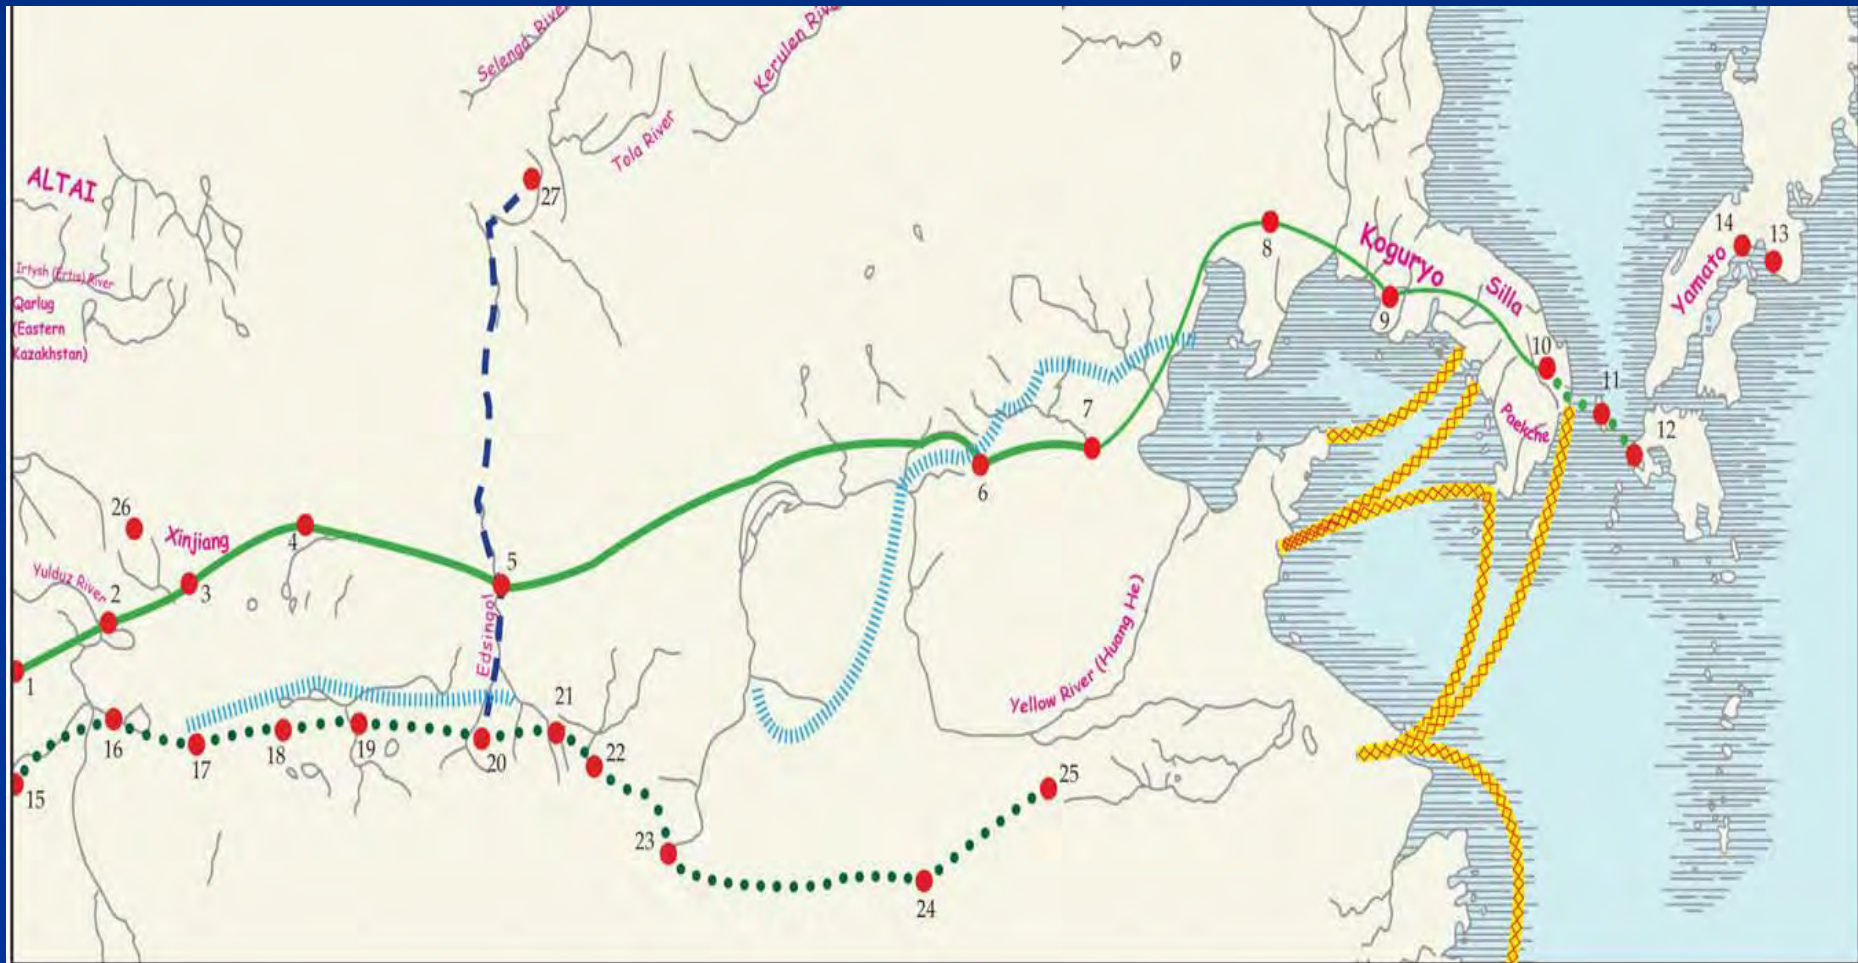 Selenga River
Kerulen River
Tola River
ALTAI
Irtysh (Ertis) River
Qarlug
(Eastern
Kazakhstan)
27
8
Koguryo
Silla
9
10
11
12
Paekche
14
13
Yamato
7
6
26
Xinjiang
Yulduz River
4
5
2
3
1
Edsingol
Yellow River (Huang He)
16
17
18
19
20
21
22
15
23
24
25